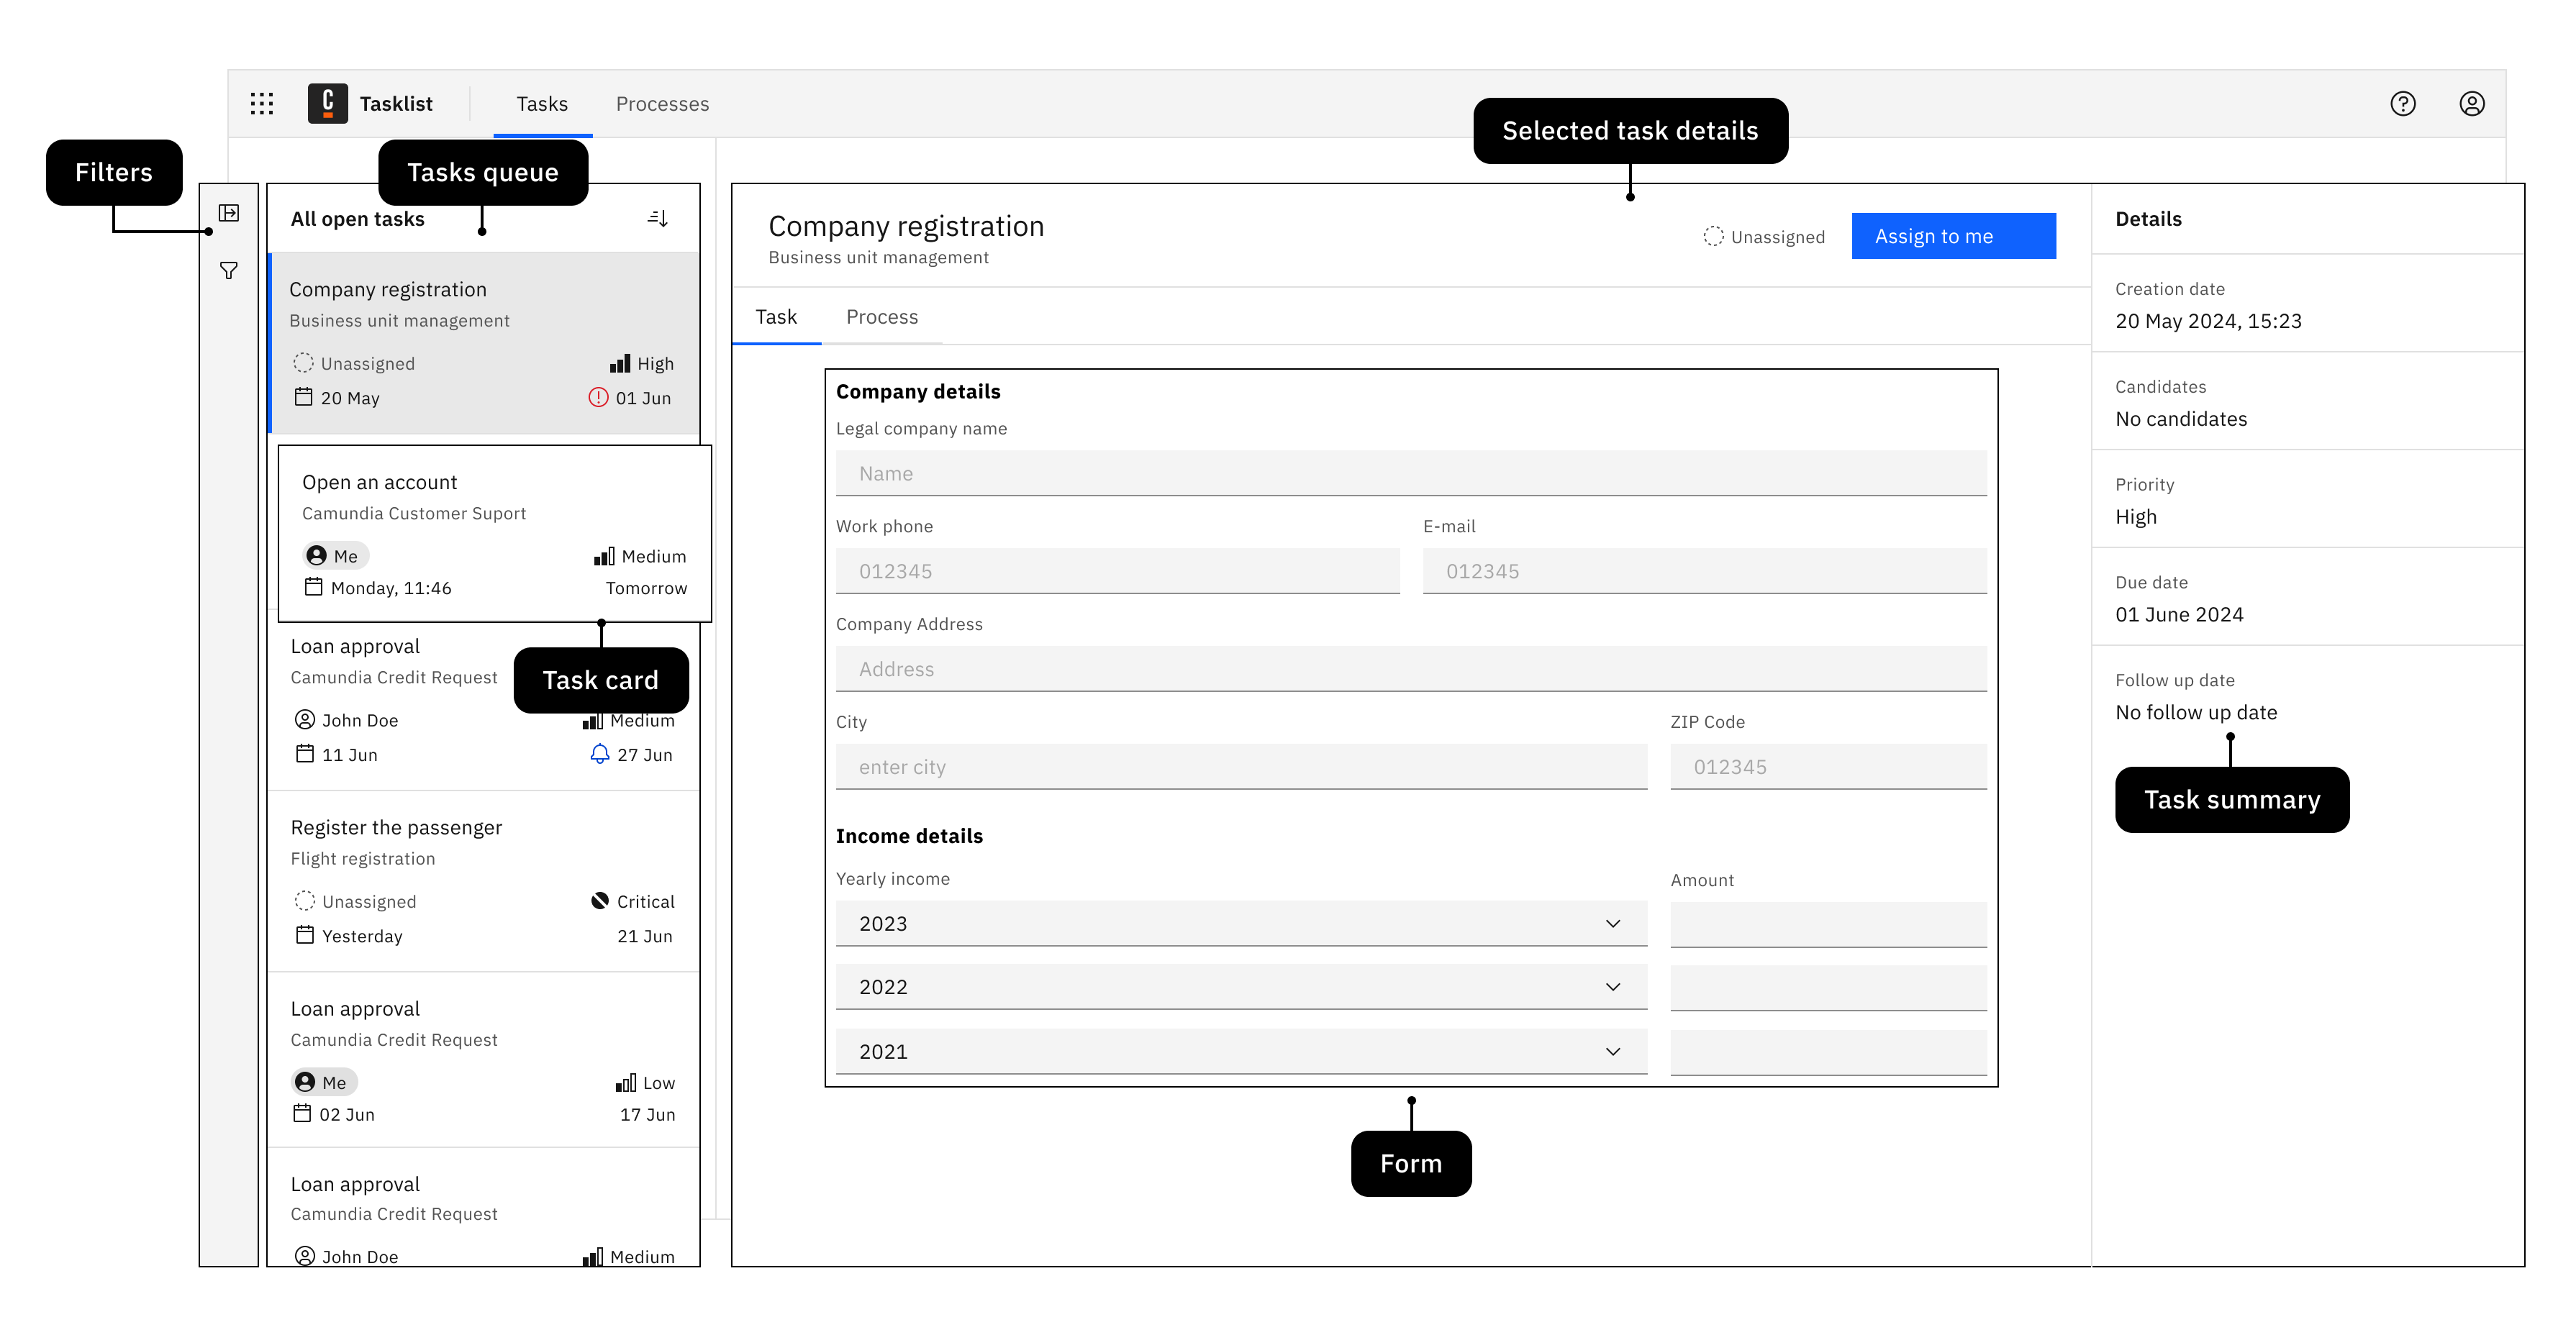 Tasklist
Tasks
Processes
Selected task details
Filters
Tasks queue
All open tasks
Company registration
Business unit management
Unassigned
High
20 May
01 Jun
Open an account
Camundia Customer Suport
Me
Medium
Monday, 11:46
Tomorrow
Task card
Loan approval
Camundia Credit Request
John Doe
Medium
11 Jun
27 Jun
Register the passenger
Flight registration
Unassigned
Critical
Yesterday
21 Jun
Loan approval
Camundia Credit Request
Me
Low
02 Jun
17 Jun
Loan approval
Camundia Credit Request
John Doe
Medium
Company registration
Business unit management
Unassigned
Assign to me
Task
Process
Company details
Legal company name
Name
Work phone
E-mail
012345
012345
Company Address
Address
City
ZIP Code
enter city
012345
Income details
Yearly income
Amount
2023
2022
2021
Form
Details
Creation date
20 May 2024, 15:23
Candidates
No candidates
Priority
High
Due date
01 June 2024
Follow up date
No follow up date
Task summary